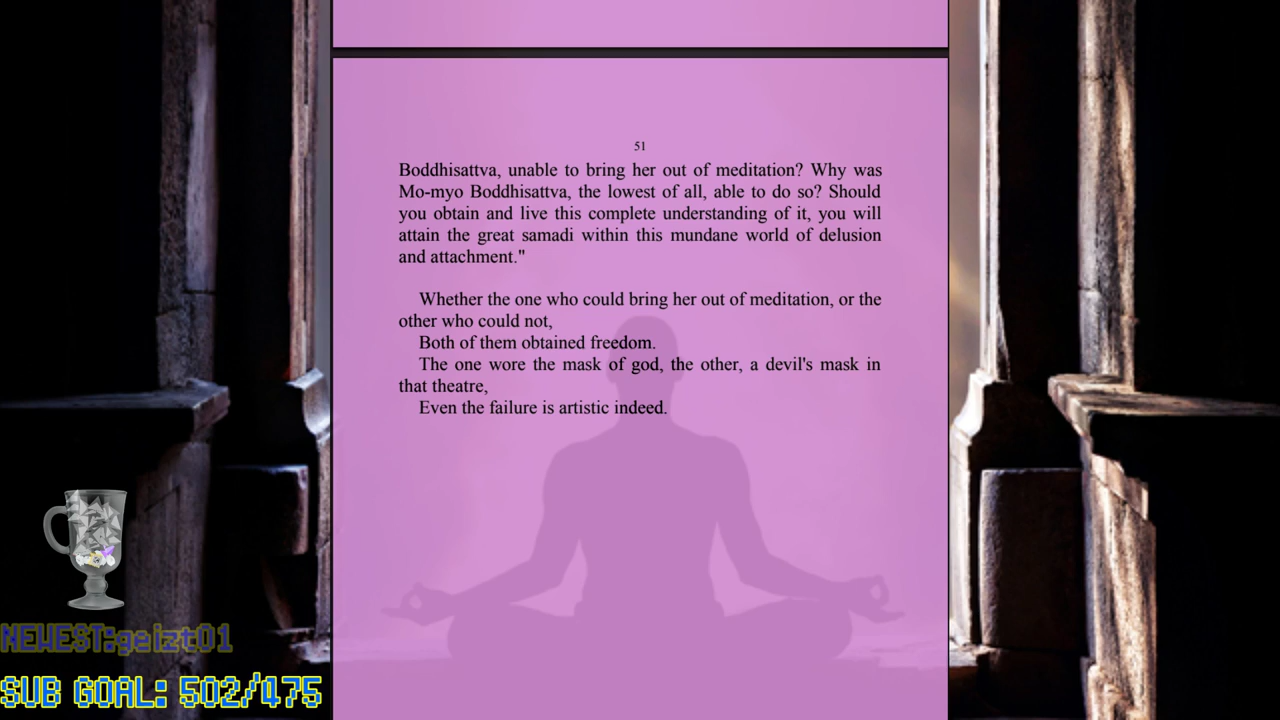 51
Boddhisattva, unable to bring her out of meditation? Why was
Mo-myo Boddhisattva, the lowest of all, able to do so? Should
you obtain and live this complete understanding of it, you will
attain the great samadi within this mundane world of delusion
and attachment."
Whether the one who could bring her out of meditation, or the
other who could not,
Both of them obtained freedom.
The one wore the mask of god, the other, a devil's mask in
that theatre,
Even the failure is artistic indeed.
NEWEST:geizt01
SUB GOAL: 502/475